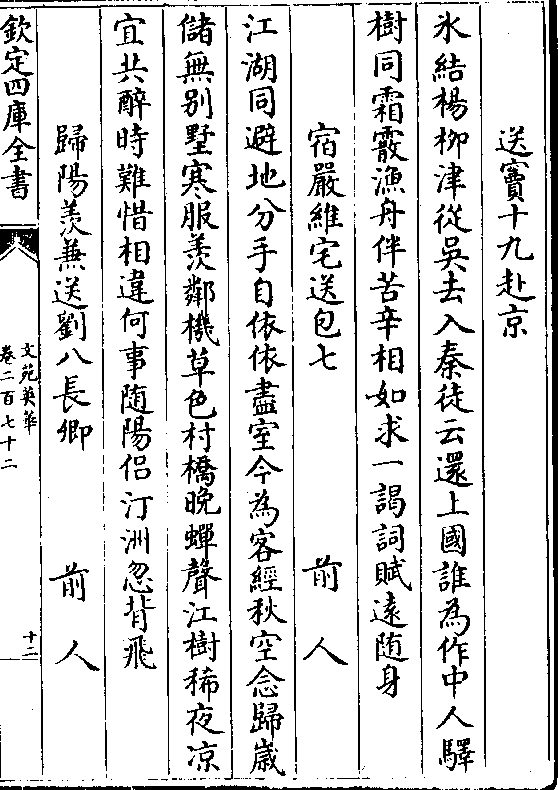 送竇十九赴京
氷結楊柳津從吳去入秦徒云還上國誰為作中人驛
樹同霜霰漁舟伴苦辛相如求一謁詞賦遠随身
宿嚴維宅送包七 前人
江湖同避地分手自依依盡室今為客經秋空念歸歲
儲無别墅寒服羨鄰機草色村橋晚蟬聲江樹稀夜凉
宜共醉時難惜相違何事随陽侣汀洲忽背飛
歸陽羡兼送劉八長卿 前人
欽定四庫全書
文苑英華
卷二百七十二
十二